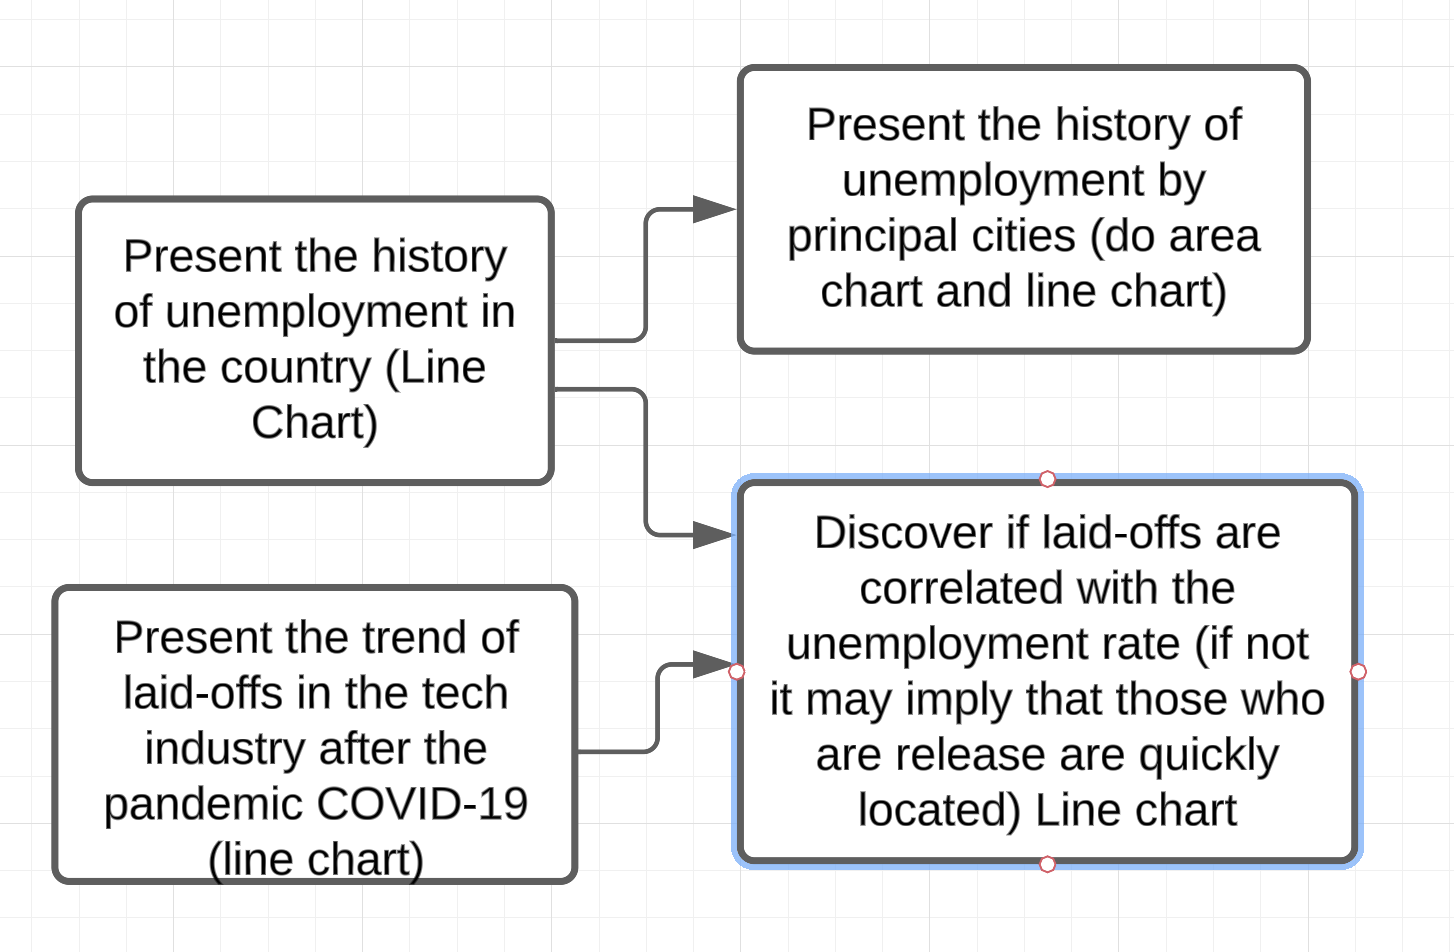 Present the history
of unemployment in
the country (Line
Chart)
Present the history of
unemployment by
principal cities (do area
chart and line chart)
Present the trend of
laid-offs in the tech
industry after the
pandemic COVID-19
(line chart)
Discover if laid-offs are
correlated with the
unemployment rate (if not
it may imply that those who
are release are quickly
located) Line chart